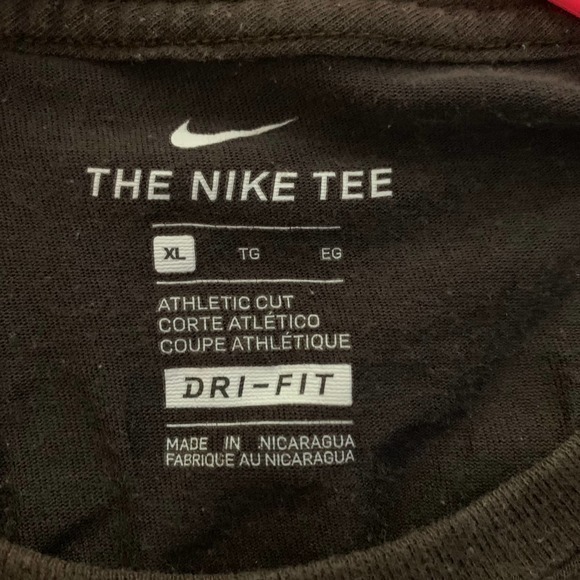 THE NIKE TEE
XL TG EG
ATHLETIC CUT
CORTE ATLÉTICO
COUPE ATHLÉTIQUE
DRI-FIT
MADE IN NICARAGUA
FABRIQUE AU NICARAGUA